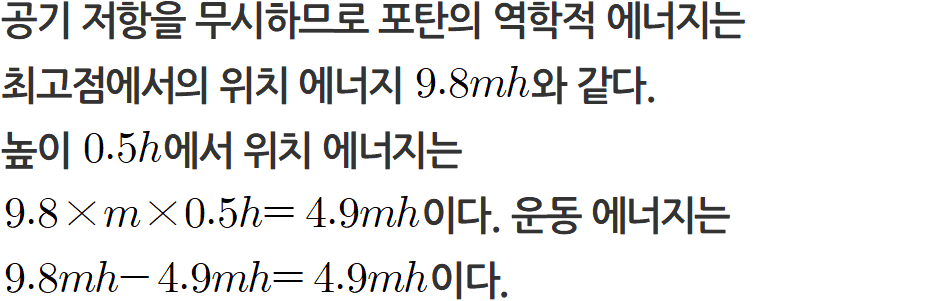 공기 저항을 무시하므로 포탄의 역학적 에너지는
최고점에서의 위치 에너지 9.8mh와 같다.
높이 0.5h에서 위치 에너지는
9.8×m×0.5h= 4.9mh이다. 운동 에너지는
9.8mh−4.9mh= 4.9mh이다.